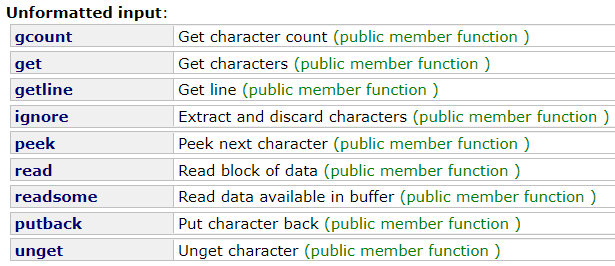 Unformatted input:
gcount Get character count (public member function )
get Get characters (public member function )
getline Get line (public member function )
ignore Extract and discard characters (public member function )
peek Peek next character (public member function )
read Read block of data (public member function )
readsome Read data available in buffer (public member function )
putback Put character back (public member function )
unget Unget character (public member function )